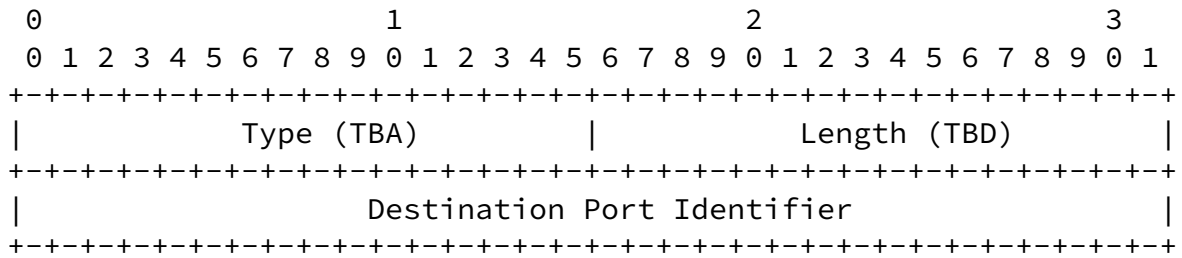 0                   1                   2                   3
 0 1 2 3 4 5 6 7 8 9 0 1 2 3 4 5 6 7 8 9 0 1 2 3 4 5 6 7 8 9 0 1
+-+-+-+-+-+-+-+-+-+-+-+-+-+-+-+-+-+-+-+-+-+-+-+-+-+-+-+-+-+-+-+-+
|            Type (TBA)         |           Length (TBD)        |
+-+-+-+-+-+-+-+-+-+-+-+-+-+-+-+-+-+-+-+-+-+-+-+-+-+-+-+-+-+-+-+-+
|                   Destination Port Identifier                 |
+-+-+-+-+-+-+-+-+-+-+-+-+-+-+-+-+-+-+-+-+-+-+-+-+-+-+-+-+-+-+-+-+